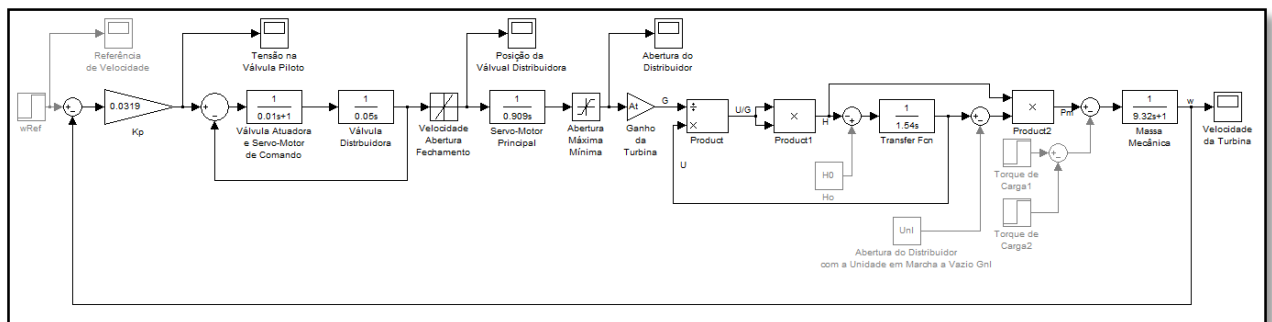 Referência
de Velocidade
Tensão na
Válvula Piloto
Posição da
Válvual Distribuidora
Abertura do
Distribuidor
wRef
0.0319
Kp
1
0.01s+1
Válvula Atuadora
e Servo-Motor
de Comando
1
0.05s
Válvula
Distribuidora
Velocidade
Abertura
Fechamento
1
0.909s
Servo-Motor
Principal
Abertura
Máxima
Mínima
At
Ganho
da
Turbina
G
Product
U/G
Product1
H
1
1.54s
Transfer Fcn
Product2
Pm
1
9.32s+1
Massa
Mecânica
w
Velocidade
da Turbina
U
H0
Ho
Torque de
Carga1
Unl
Abertura do Distribuidor
com a Unidade em Marcha a Vazio Gnl
Torque de
Carga2